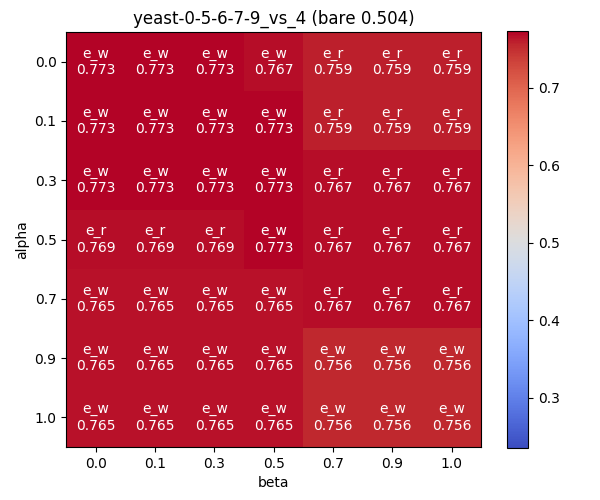 yeast-0-5-6-7-9_vs_4 (bare 0.504)
alpha
0.0
e_w e_w e_w e_w e_r e_r e_r
0.773 0.773 0.773 0.767 0.759 0.759 0.759
0.1
e_w e_w e_w e_w e_r e_r e_r
0.773 0.773 0.773 0.773 0.759 0.759 0.759
0.3
e_w e_w e_w e_w e_r e_r e_r
0.773 0.773 0.773 0.773 0.767 0.767 0.767
0.5
e_r e_r e_r e_w e_r e_r e_r
0.769 0.769 0.769 0.773 0.767 0.767 0.767
0.7
e_w e_w e_w e_w e_r e_r e_r
0.765 0.765 0.765 0.765 0.767 0.767 0.767
0.9
e_w e_w e_w e_w e_w e_w e_w
0.765 0.765 0.765 0.765 0.756 0.756 0.756
1.0
e_w e_w e_w e_w e_w e_w e_w
0.765 0.765 0.765 0.765 0.756 0.756 0.756
0.0 0.1 0.3 0.5 0.7 0.9 1.0
beta
0.7
0.6
0.5
0.4
0.3